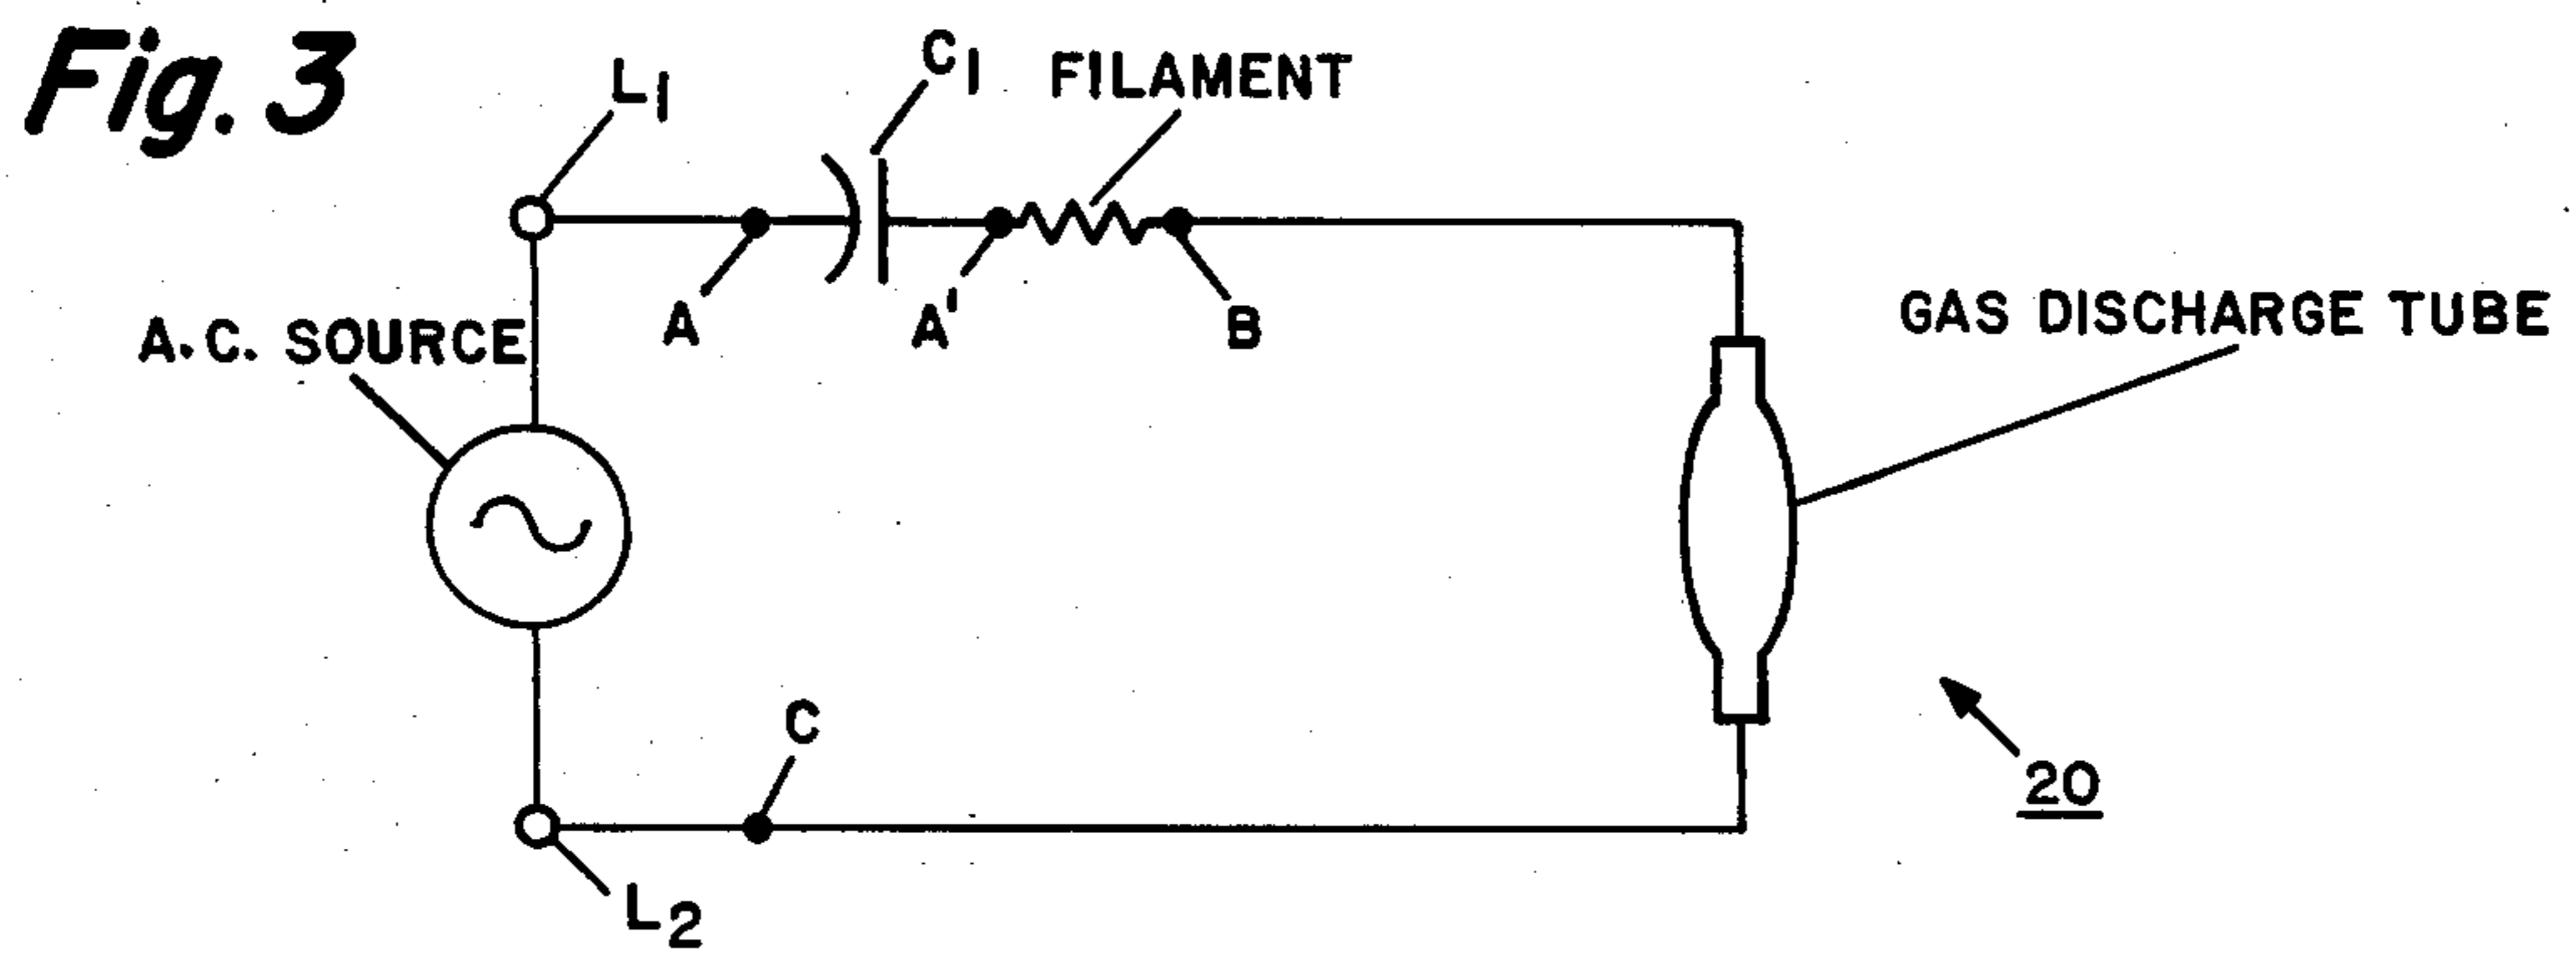 Fig. 3
L1
C1
FILAMENT
A
A'
B
A.C. SOURCE
GAS DISCHARGE TUBE
C
20
L2